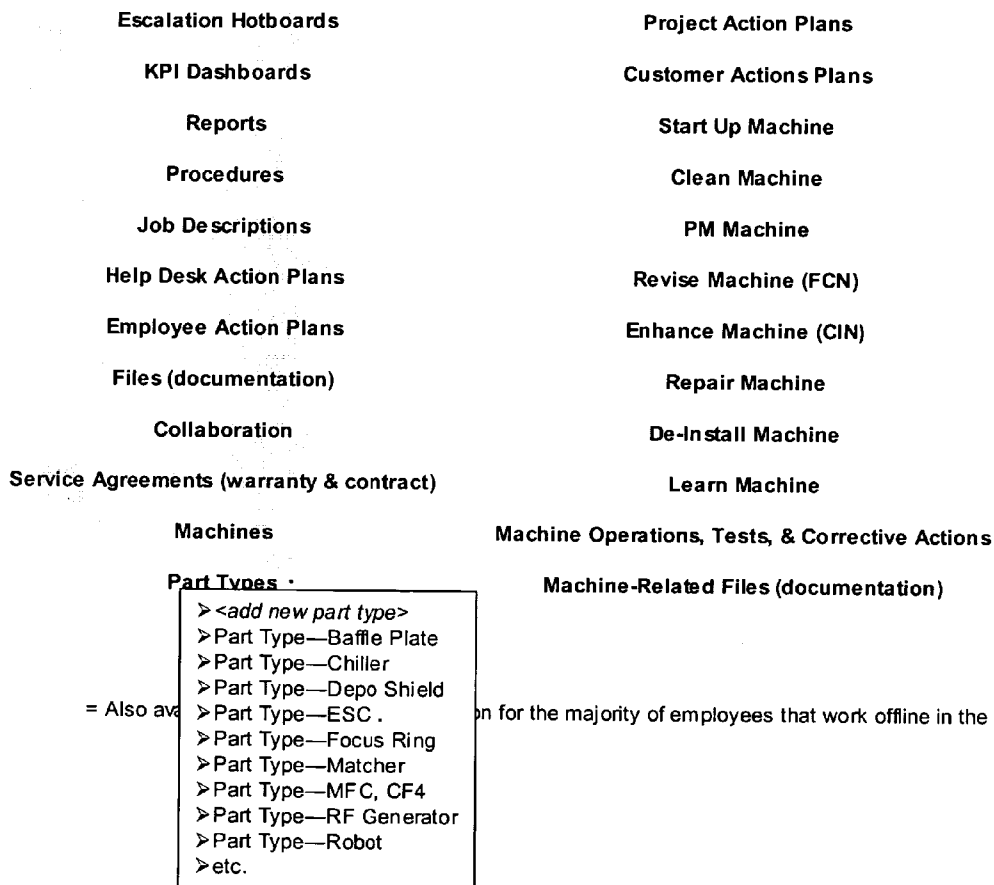 Escalation Hotboards
KPI Dashboards
Reports
Procedures
Job Descriptions
Help Desk Action Plans
Employee Action Plans
Files (documentation)
Collaboration
Service Agreements (warranty & contract)
Machines
Part Types
Project Action Plans
Customer Actions Plans
Start Up Machine
Clean Machine
PM Machine
Revise Machine (FCN)
Enhance Machine (CIN)
Repair Machine
De-Install Machine
Learn Machine
Machine Operations, Tests, & Corrective Actions
Machine-Related Files (documentation)
➢<add new part type>
➢Part Type—Baffle Plate
➢Part Type—Chiller
➢Part Type—Depo Shield
➢Part Type—ESC .
➢Part Type—Focus Ring
➢Part Type—Matcher
➢Part Type—MFC, CF4
➢Part Type—RF Generator
➢Part Type—Robot
➢etc.
= Also for the majority of employees that work offline in the